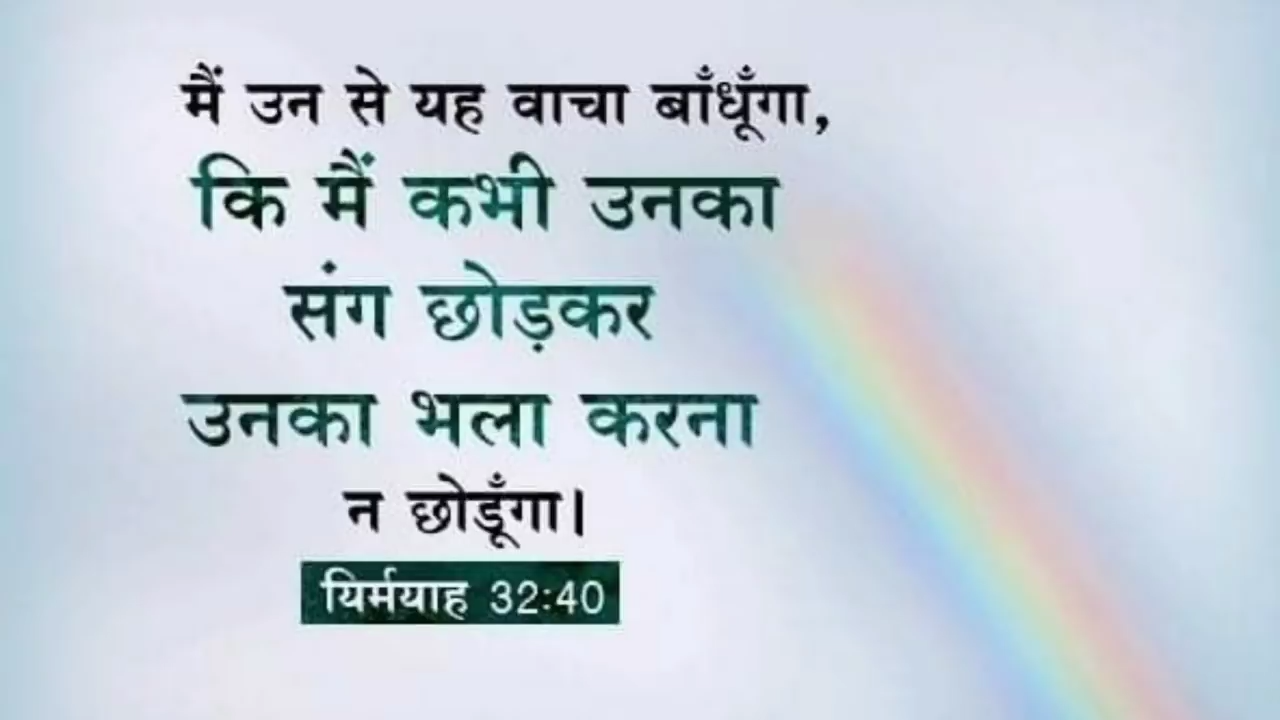 मैं उन से यह वाचा बाँधूँगा,
कि मैं कभी उनका
संग छोड़कर
उनका भला करना
न छोडूँगा।
यिर्मयाह 32:40